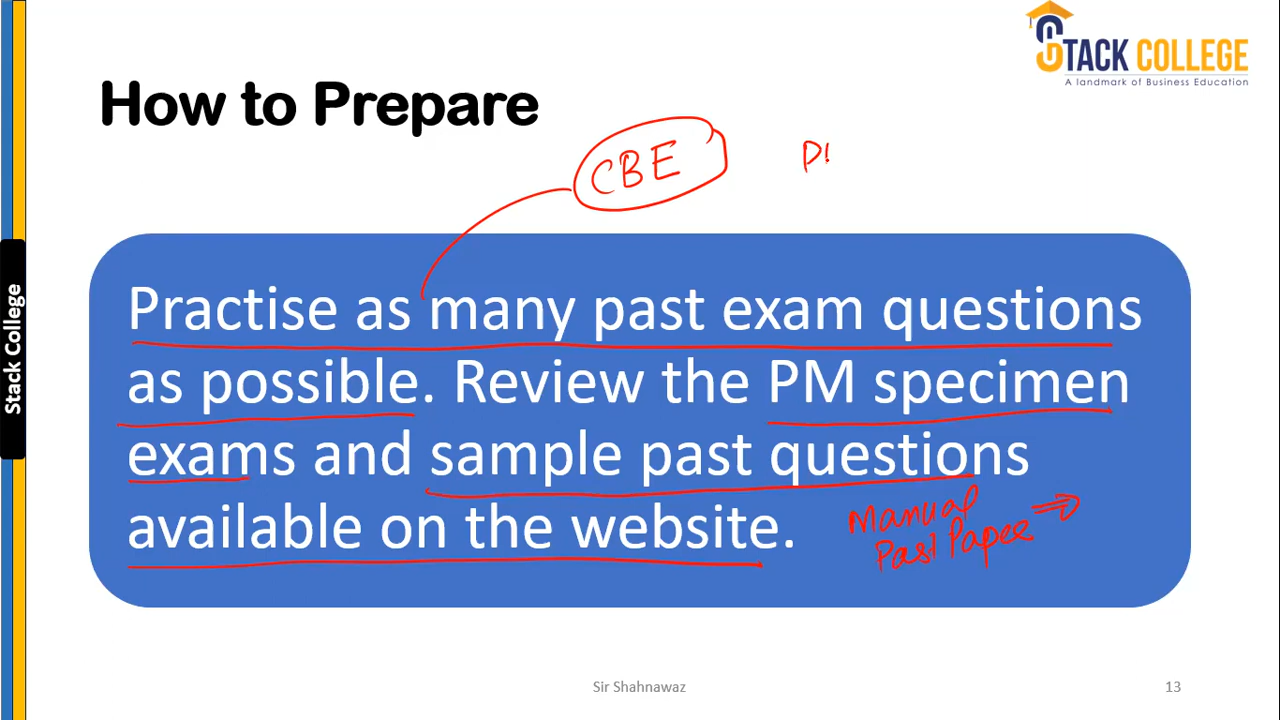 STACK COLLEGE
A landmark of Business Education
How to Prepare
CBE
Practise as many past exam questions
as possible. Review the PM specimen
exams and sample past questions
available on the website.
Manual
Past Paper
Stack College
Sir Shahnawaz
13